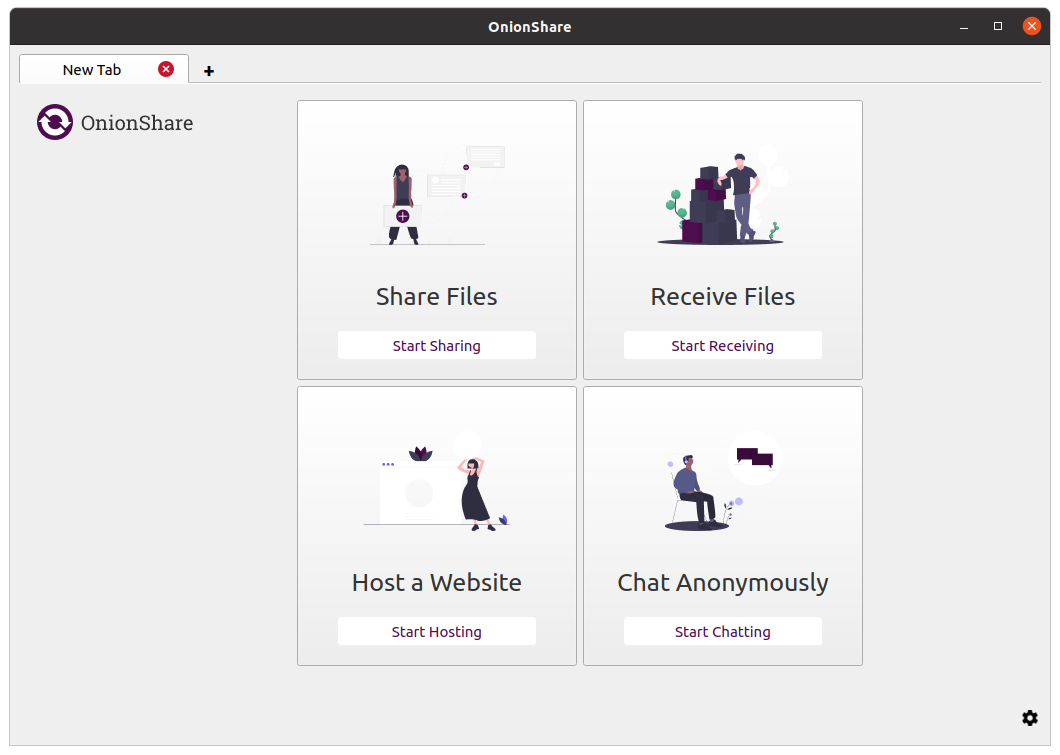 OnionShare
New Tab
+
OnionShare
Share Files
Start Sharing
Receive Files
Start Receiving
Host a Website
Start Hosting
Chat Anonymously
Start Chatting